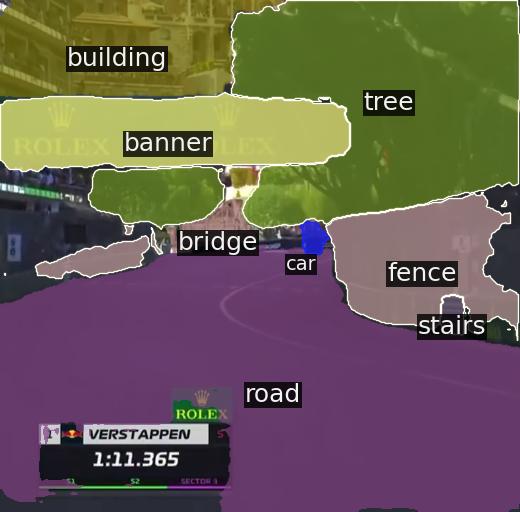 building
tree
ROLEX
banner
bridge
car
fence
stairs
road
ROLEX
VERSTAPPEN
1:11.365
S1 S2 SECTOR 3